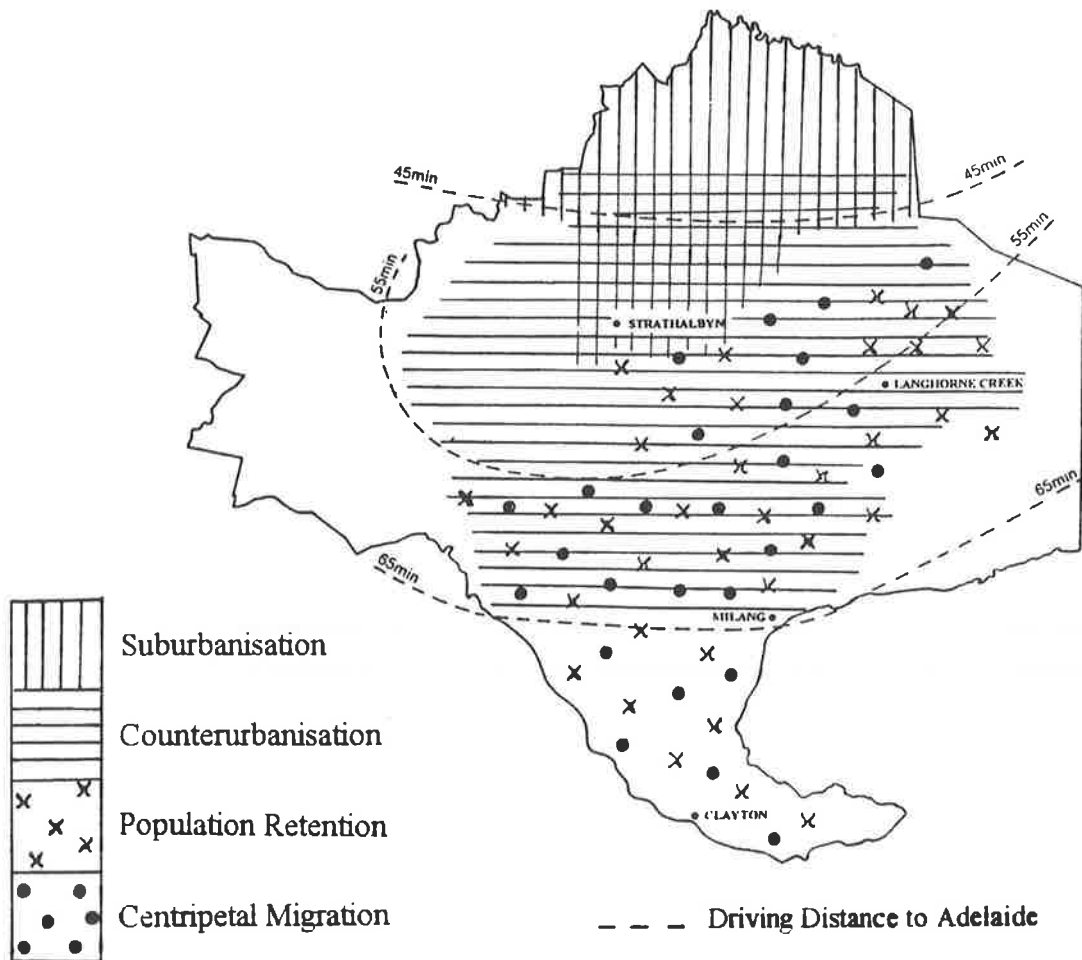 45min
45min
55min
55min
STRATHALBYN
LANGHORNE CREEK
65min
65min
MILANG
Suburbanisation
Counterurbanisation
Population Retention
CLAYTON
Centripetal Migration
Driving Distance to Adelaide